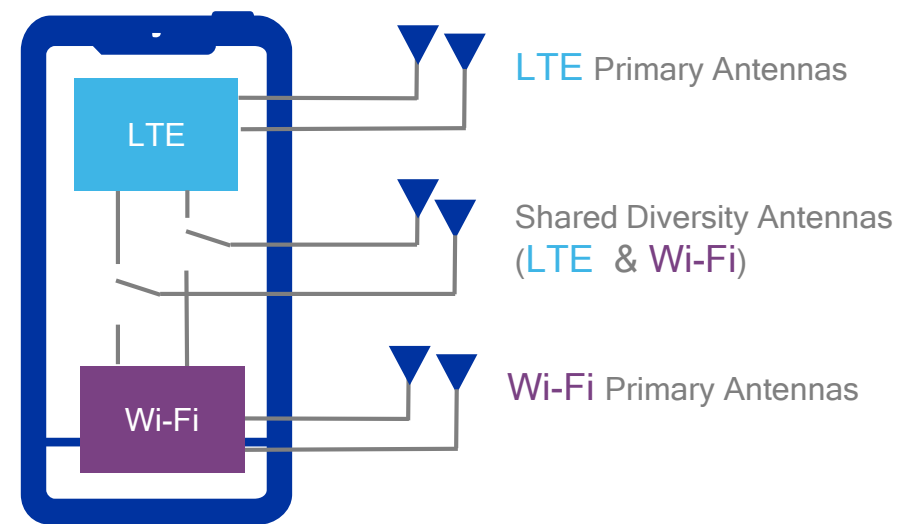 LTE Primary Antennas
LTE
Shared Diversity Antennas
(LTE & Wi-Fi)
Wi-Fi Primary Antennas
Wi-Fi